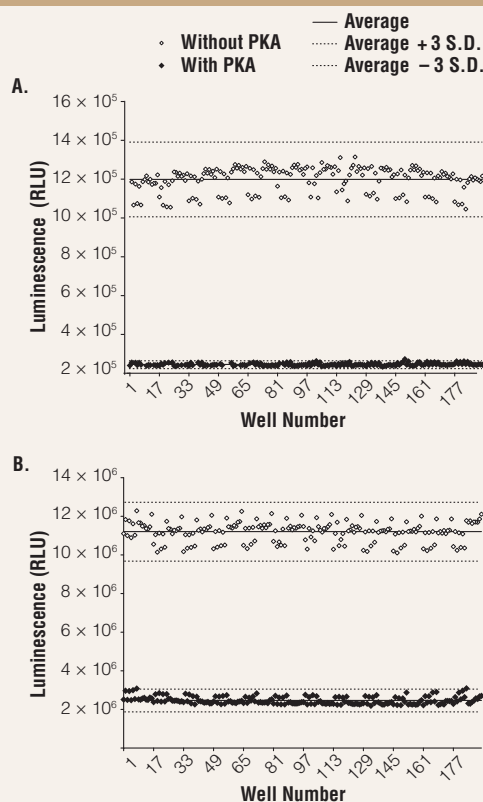 Without PKA
With PKA
Average
Average + 3 S.D.
Average – 3 S.D.
A.
Luminescence (RLU)
16 × 10⁵
14 × 10⁵
12 × 10⁵
10 × 10⁵
8 × 10⁵
6 × 10⁵
4 × 10⁵
2 × 10⁵
1 17 33 49 65 81 97 113 129 145 161 177
Well Number
B.
Luminescence (RLU)
14 × 10⁶
12 × 10⁶
10 × 10⁶
8 × 10⁶
6 × 10⁶
4 × 10⁶
2 × 10⁶
1 17 33 49 65 81 97 113 129 145 161 177
Well Number